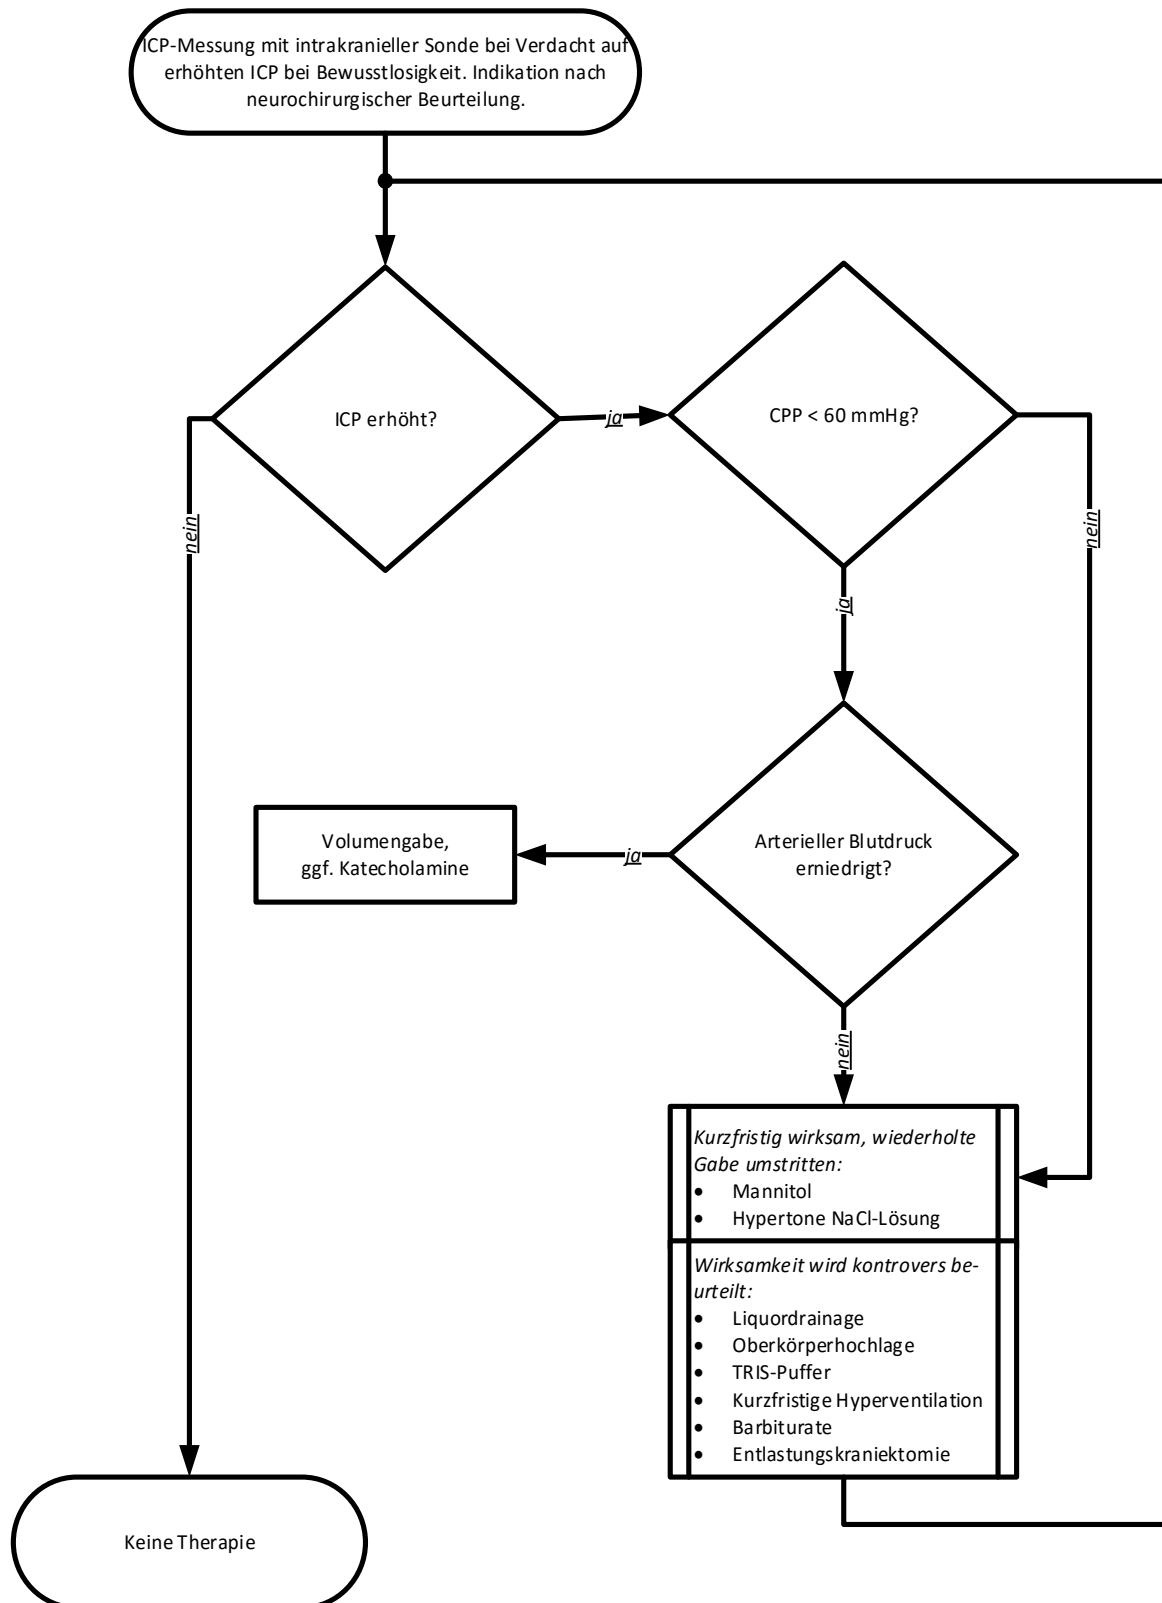 ICP-Messung mit intrakranieller Sonde bei Verdacht auf
erhöhten ICP bei Bewusstlosigkeit. Indikation nach
neurochirurgischer Beurteilung.
ICP erhöht?
ja
CPP < 60 mmHg?
nein
nein
ja
Arterieller Blutdruck
erniedrigt?
ja
Volumengabe,
ggf. Katecholamine
nein
Kurzfristig wirksam, wiederholte
Gabe umstritten:
• Mannitol
• Hypertone NaCl-Lösung
Wirksamkeit wird kontrovers be-
urteilt:
• Liquordrainage
• Oberkörperhochlage
• TRIS-Puffer
• Kurzfristige Hyperventilation
• Barbiturate
• Entlastungskraniektomie
Keine Therapie